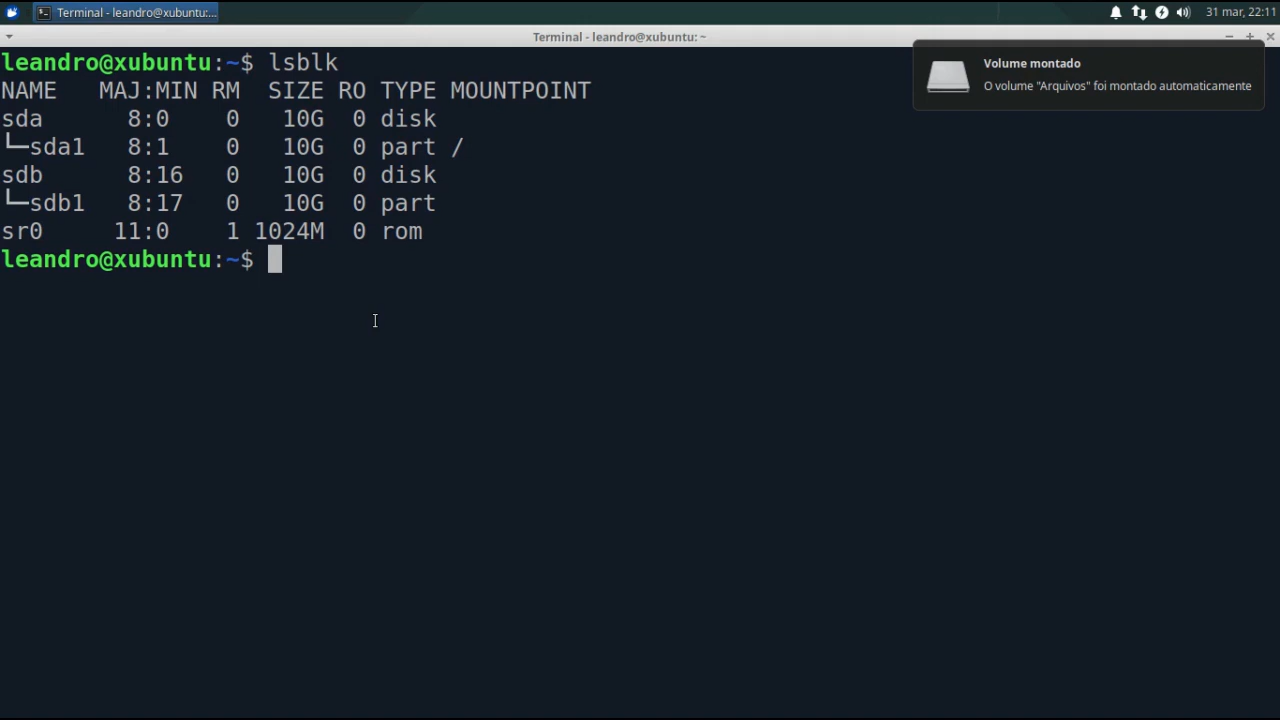 Terminal - leandro@xubuntu:...
31 mar, 22:11
Terminal - leandro@xubuntu: ~
leandro@xubuntu:~$ lsblk
NAME   MAJ:MIN RM   SIZE RO TYPE MOUNTPOINT
sda      8:0    0    10G  0 disk
└─sda1   8:1    0    10G  0 part /
sdb      8:16   0    10G  0 disk
└─sdb1   8:17   0    10G  0 part
sr0     11:0    1  1024M  0 rom
leandro@xubuntu:~$
Volume montado
O volume "Arquivos" foi montado automaticamente